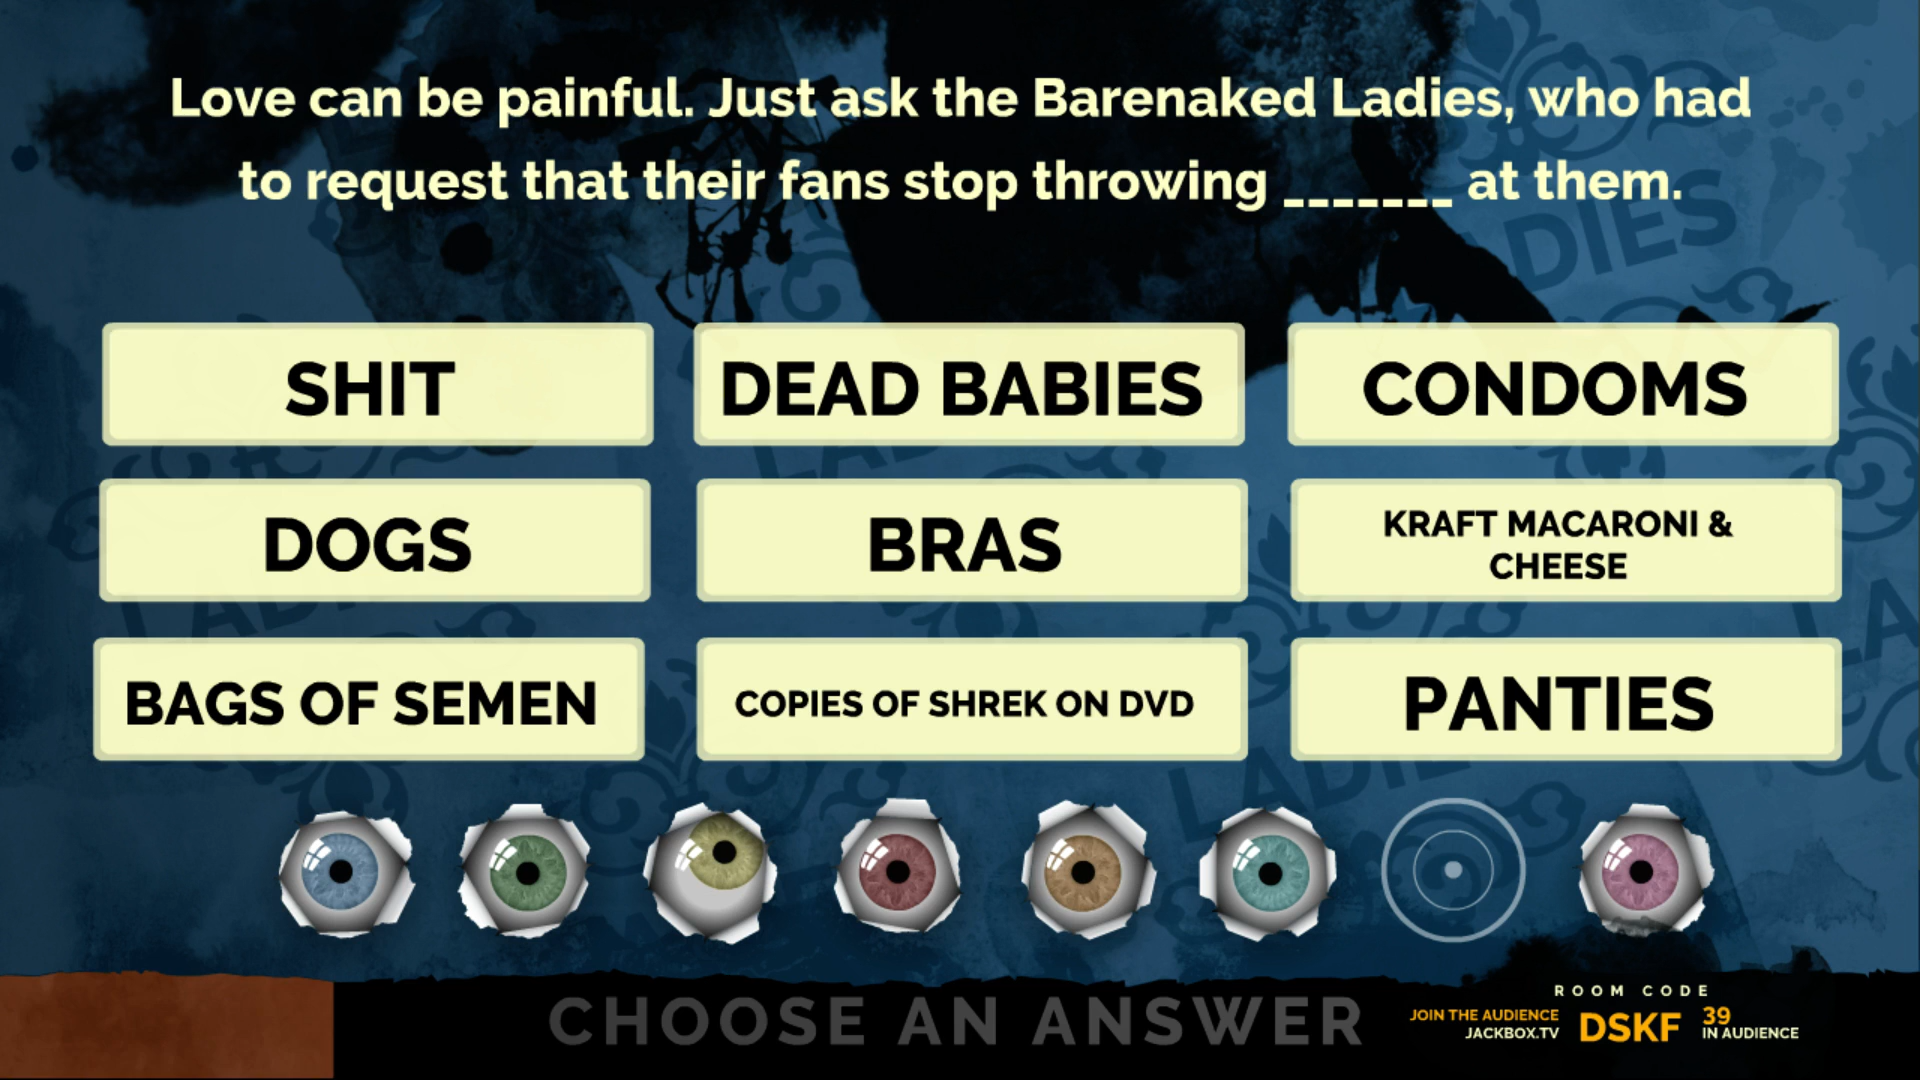 Love can be painful. Just ask the Barenaked Ladies, who had
to request that their fans stop throwing _______ at them.
SHIT
DEAD BABIES
CONDOMS
DOGS
BRAS
KRAFT MACARONI &
CHEESE
BAGS OF SEMEN
COPIES OF SHREK ON DVD
PANTIES
CHOOSE AN ANSWER
ROOM CODE
JOIN THE AUDIENCE
JACKBOX.TV
DSKF
39
IN AUDIENCE
LADIES